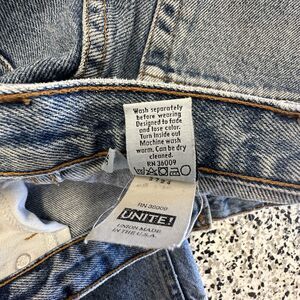 Wash separately
before wearing
Designed to fade
and lose color.
Turn Inside out
Machine wash
warm. Can be dry
cleaned.
RN 36009
RN 36009
UNITE!
UNION MADE
IN THE U.S.A.